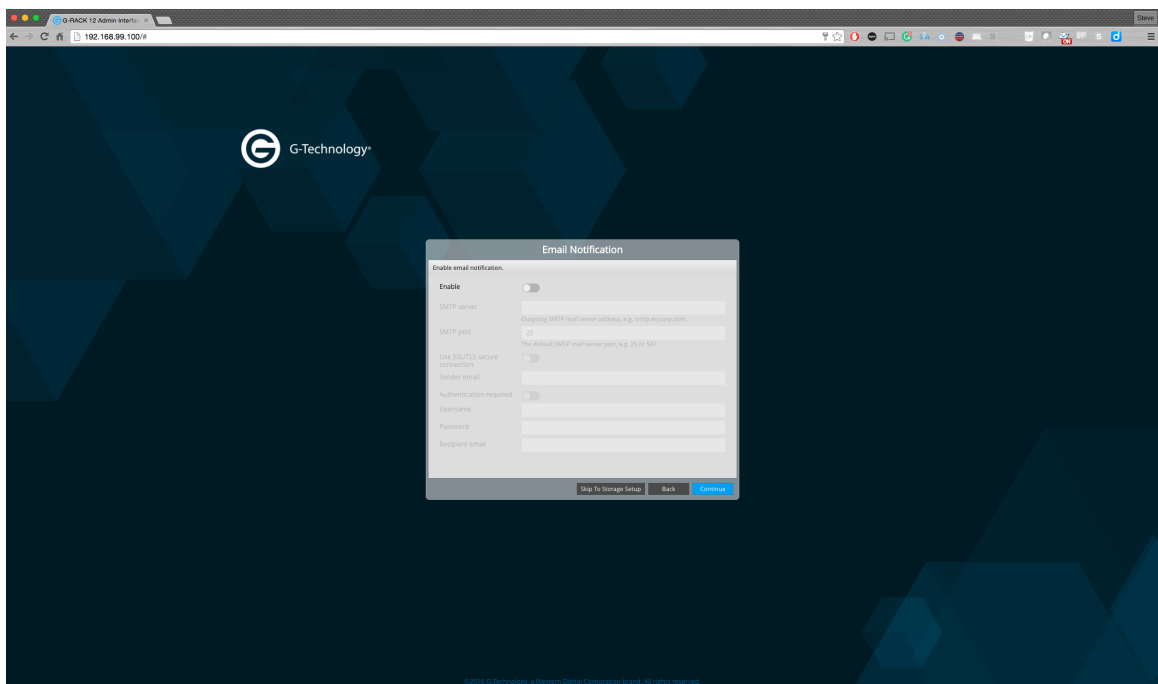 G-RACK 12 Admin Interfac
Steve
192.168.99.100/#
G-Technology®
Email Notification
Enable email notification.
Enable
SMTP server
Outgoing SMTP mail server address, e.g. smtp.mycorp.com.
SMTP port
25
The default SMTP mail server port, e.g. 25 or 587.
Use SSL/TLS secure
connection
Sender email
Authentication required
Username
Password
Recipient email
Skip To Storage Setup
Back
Continue
©2016 G-Technology, a Western Digital Corporation brand. All rights reserved.